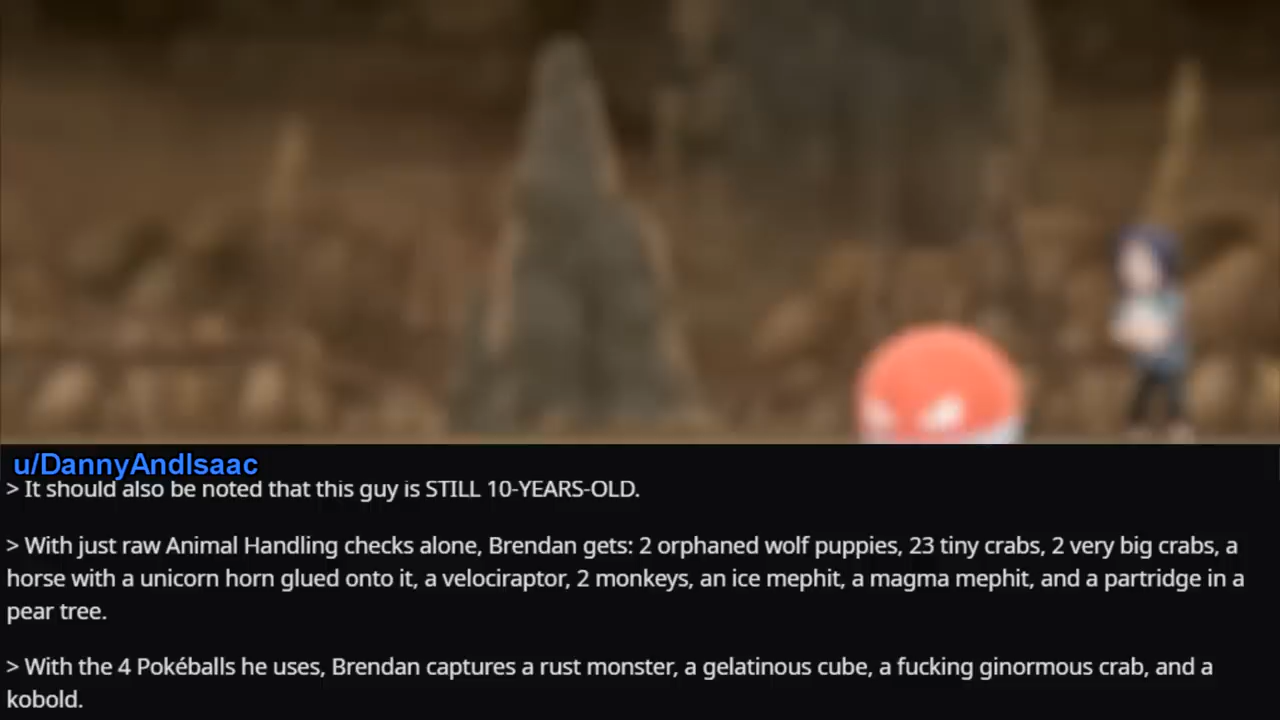 u/DannyAndIsaac
> It should also be noted that this guy is STILL 10-YEARS-OLD.
> With just raw Animal Handling checks alone, Brendan gets: 2 orphaned wolf puppies, 23 tiny crabs, 2 very big crabs, a
horse with a unicorn horn glued onto it, a velociraptor, 2 monkeys, an ice mephit, a magma mephit, and a partridge in a
pear tree.
> With the 4 Pokéballs he uses, Brendan captures a rust monster, a gelatinous cube, a fucking ginormous crab, and a
kobold.